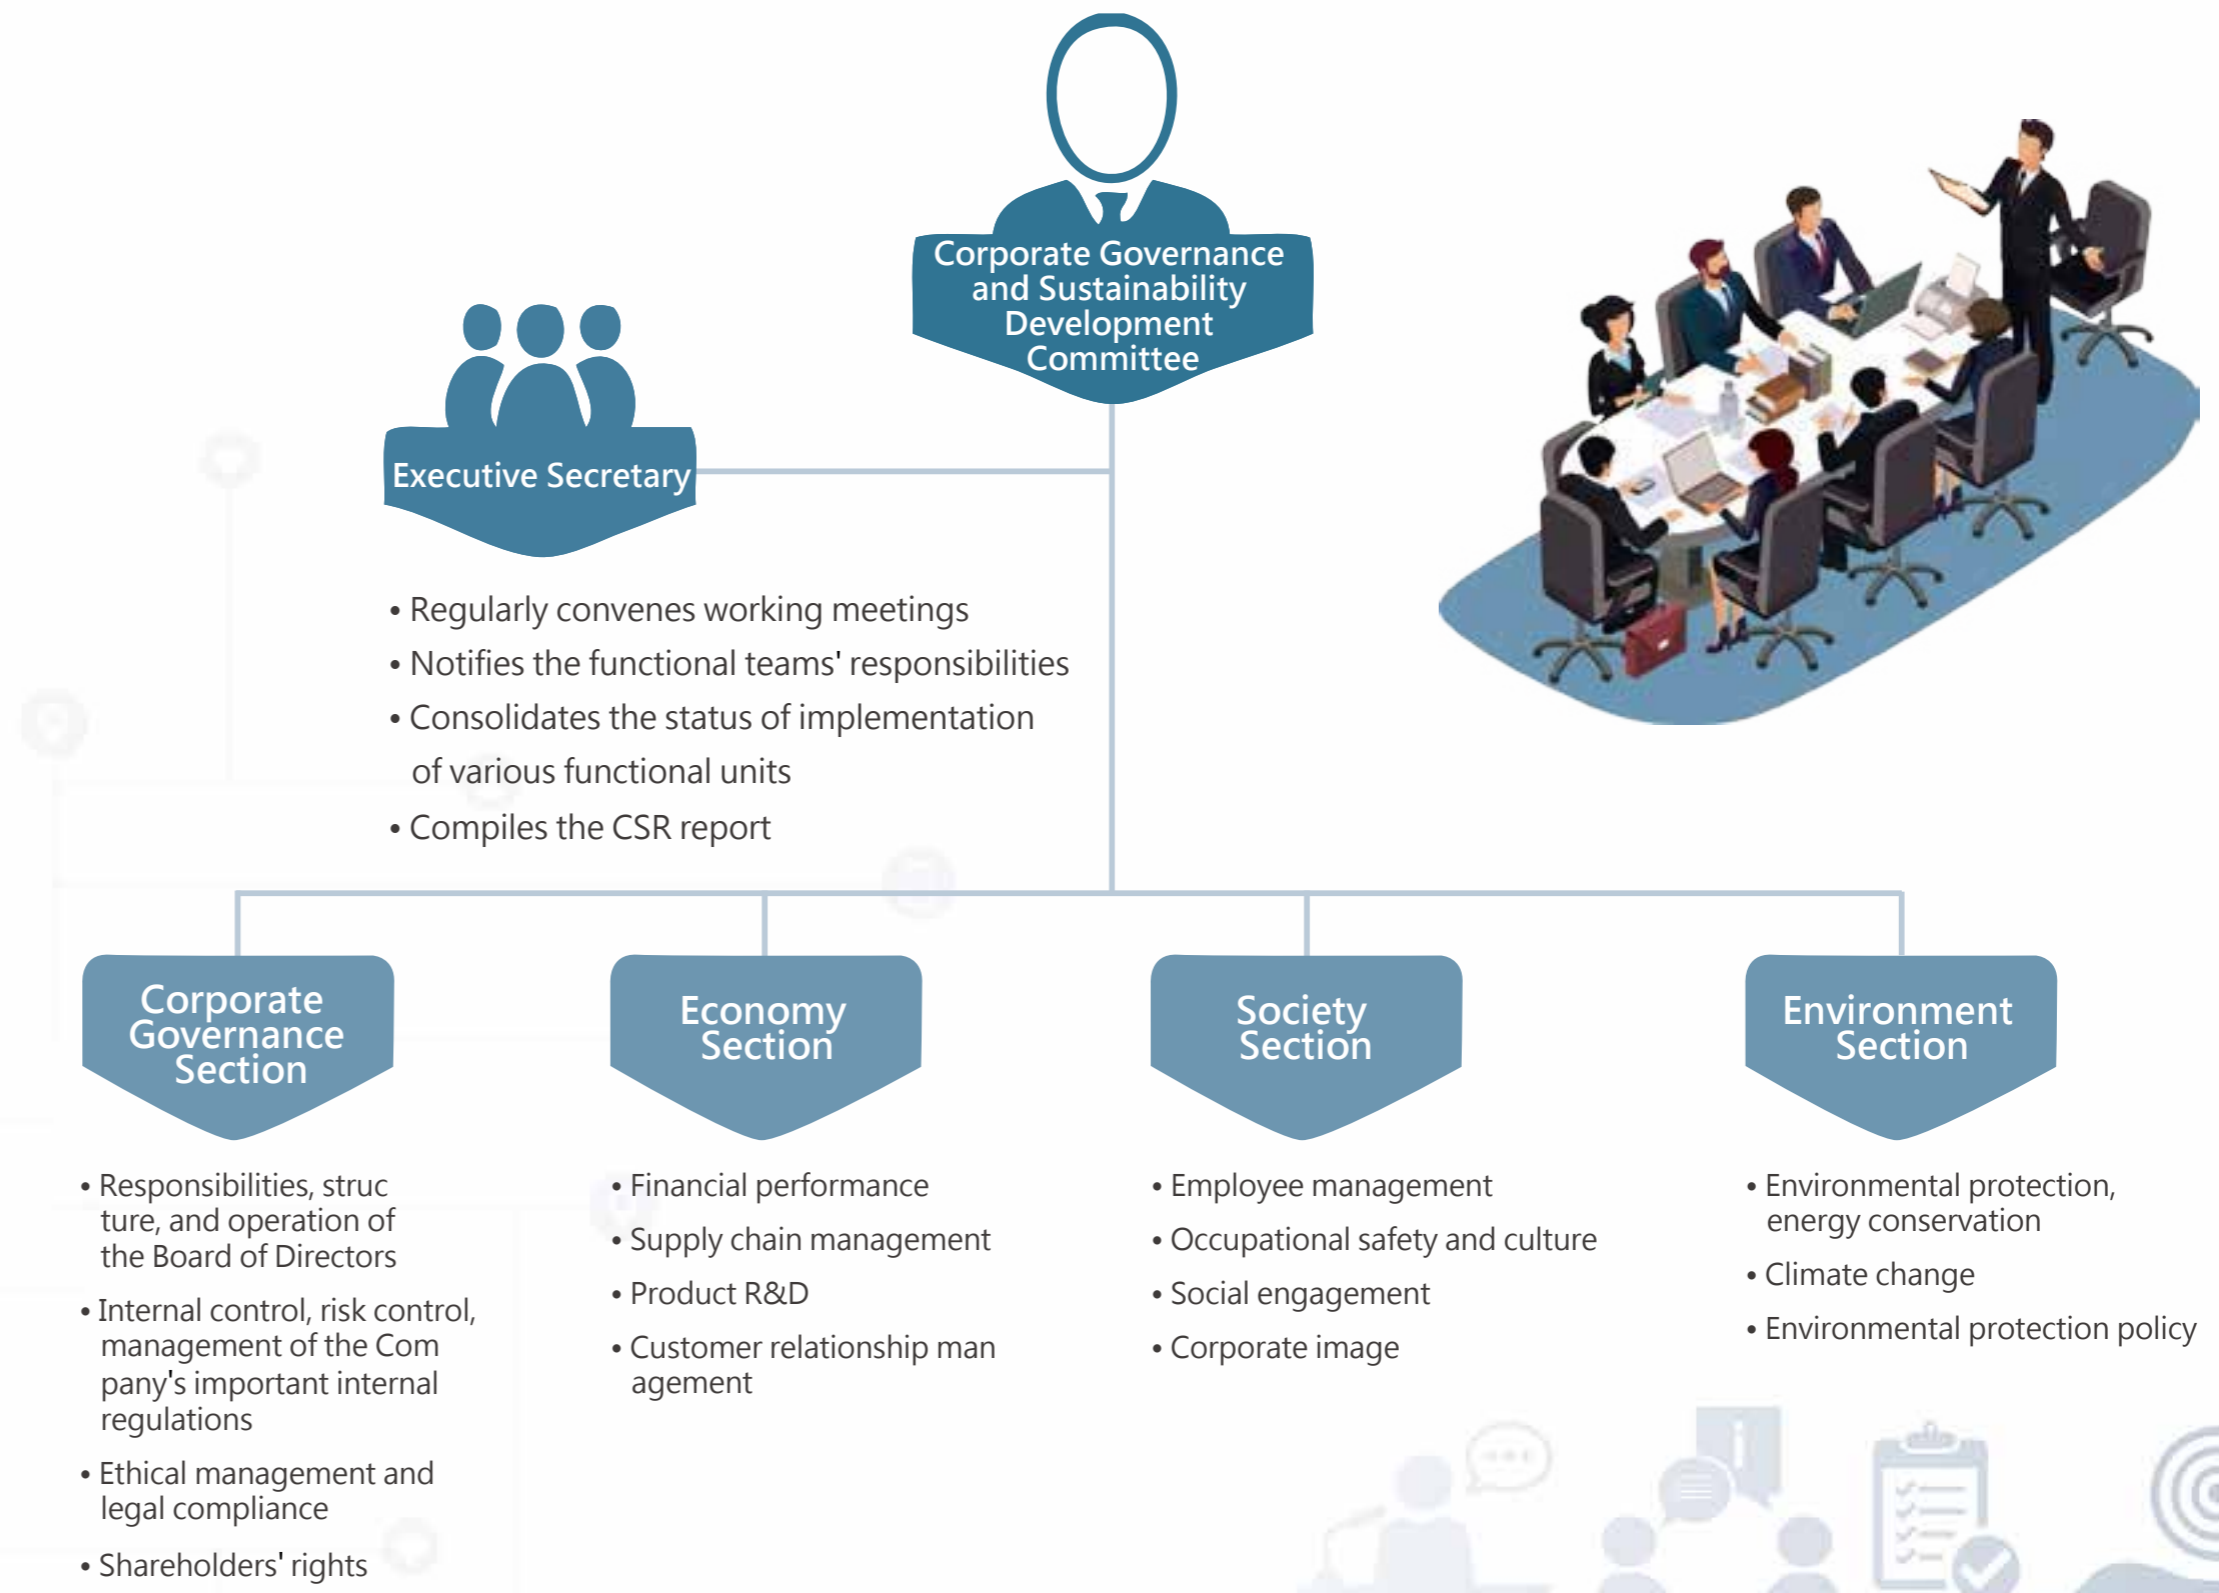 Corporate Governance
and Sustainability
Development
Committee
Executive Secretary
• Regularly convenes working meetings
• Notifies the functional teams' responsibilities
• Consolidates the status of implementation
of various functional units
• Compiles the CSR report
Corporate
Governance
Section
• Responsibilities, struc
ture, and operation of
the Board of Directors
• Internal control, risk control,
management of the Com
pany's important internal
regulations
• Ethical management and
legal compliance
• Shareholders' rights
Economy
Section
• Financial performance
• Supply chain management
• Product R&D
• Customer relationship man
agement
Society
Section
• Employee management
• Occupational safety and culture
• Social engagement
• Corporate image
Environment
Section
• Environmental protection,
energy conservation
• Climate change
• Environmental protection policy